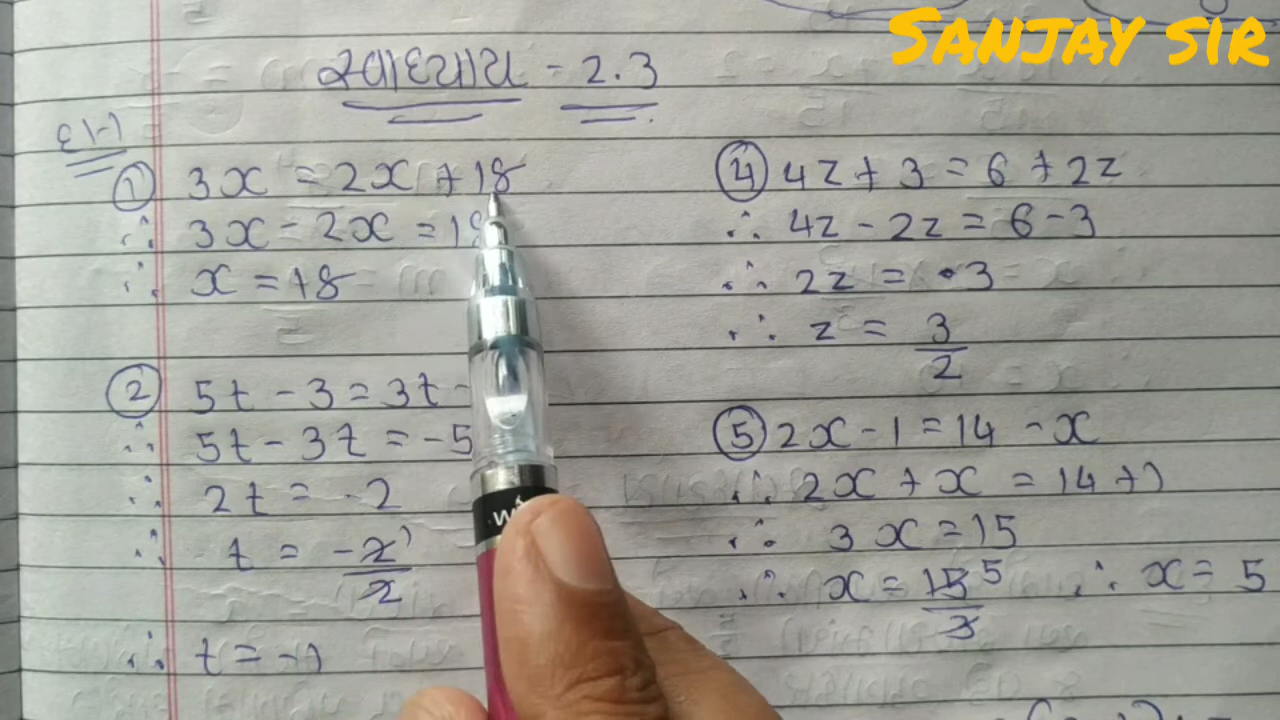 SANJAY SIR
સ્વાધ્યાય - 2.3
દા-1
① 3x = 2x + 18
∴ 3x - 2x = 18
∴ x = 18
② 5t - 3 = 3t -
∴ 5t - 3t = -5
∴ 2t = -2
∴ t = -2/2 1
∴ t = -1
④ 4z + 3 = 6 + 2z
∴ 4z - 2z = 6 - 3
∴ 2z = 3
∴ z = 3/2
⑤ 2x - 1 = 14 - x
∴ 2x + x = 14 + 1
∴ 3x = 15
∴ x = 15/3 5 ∴ x = 5